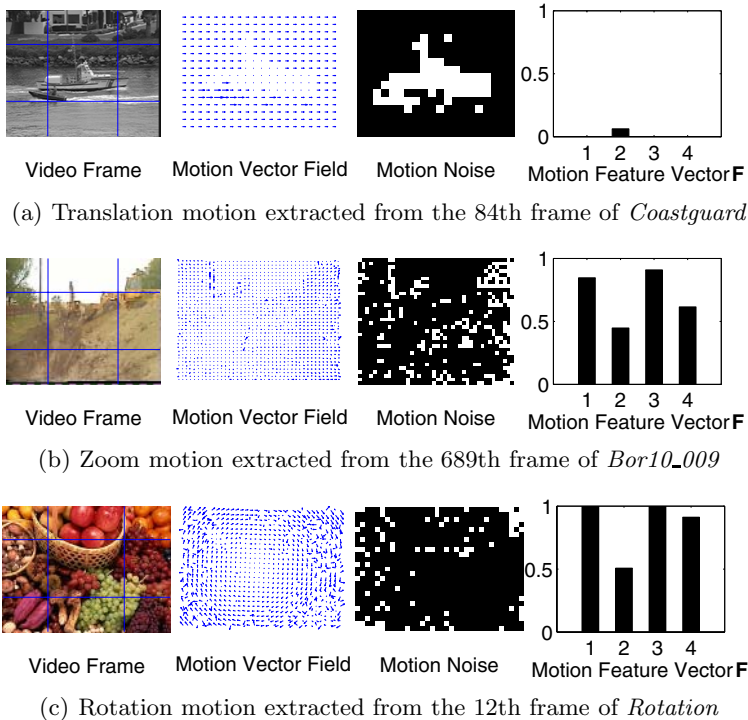 1
0.5
0
1 2 3 4
Video Frame Motion Vector Field Motion Noise Motion Feature Vector F
(a) Translation motion extracted from the 84th frame of Coastguard
1
0.5
0
1 2 3 4
Video Frame Motion Vector Field Motion Noise Motion Feature Vector F
(b) Zoom motion extracted from the 689th frame of Bor10_009
1
0.5
0
1 2 3 4
Video Frame Motion Vector Field Motion Noise Motion Feature Vector F
(c) Rotation motion extracted from the 12th frame of Rotation